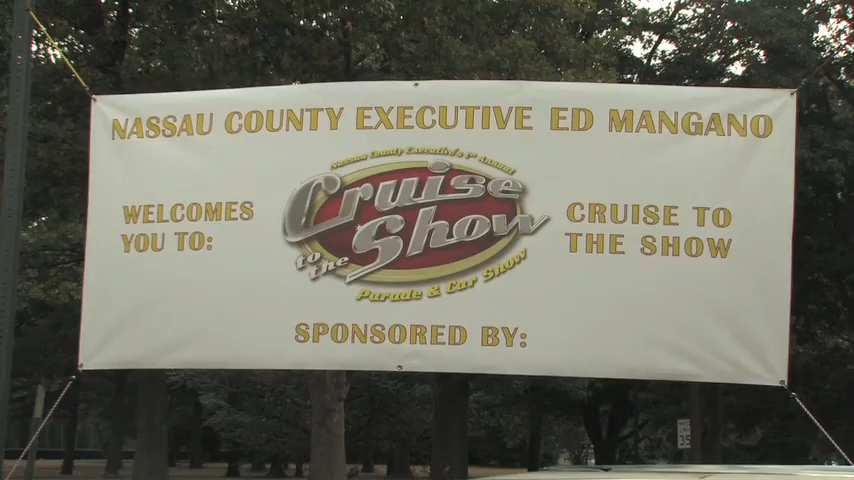 NASSAU COUNTY EXECUTIVE ED MANGANO
Nassau County Executive's 1st Annual
Cruise
to the
Show
Parade & Car Show
WELCOMES
YOU TO:
CRUISE TO
THE SHOW
SPONSORED BY:
35